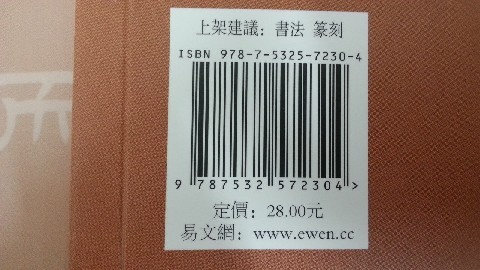 上架建議：書法 篆刻
ISBN 978-7-5325-7230-4
9 787532 572304 >
定價：28.00元
易文網：www.ewen.cc